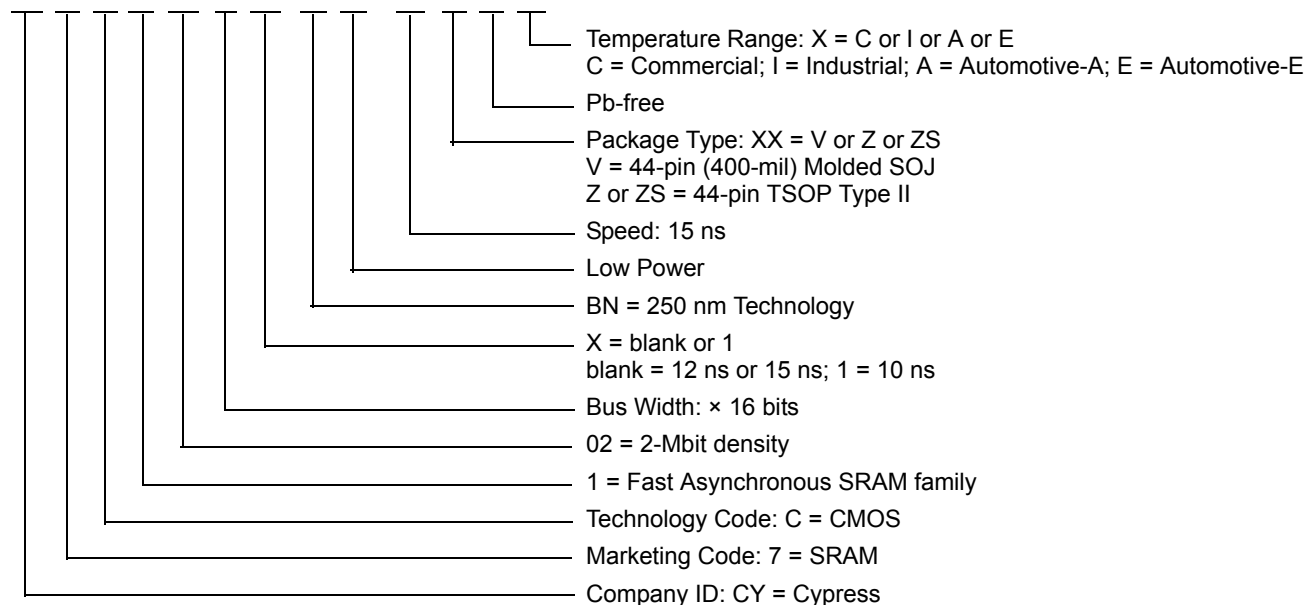 Temperature Range: X = C or I or A or E
C = Commercial; I = Industrial; A = Automotive-A; E = Automotive-E
Pb-free
Package Type: XX = V or Z or ZS
V = 44-pin (400-mil) Molded SOJ
Z or ZS = 44-pin TSOP Type II
Speed: 15 ns
Low Power
BN = 250 nm Technology
X = blank or 1
blank = 12 ns or 15 ns; 1 = 10 ns
Bus Width: × 16 bits
02 = 2-Mbit density
1 = Fast Asynchronous SRAM family
Technology Code: C = CMOS
Marketing Code: 7 = SRAM
Company ID: CY = Cypress